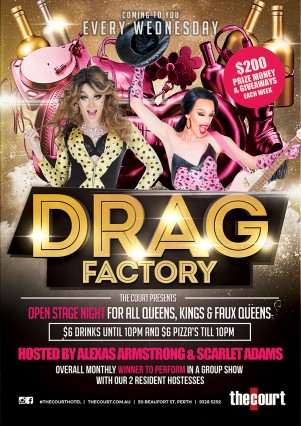 COMING TO YOU
EVERY WEDNESDAY
$200
PRIZE MONEY
& GIVEAWAYS
EACH WEEK
DRAG
FACTORY
THE COURT PRESENTS
OPEN STAGE NIGHT FOR ALL QUEENS, KINGS & FAUX QUEENS
$6 DRINKS UNTIL 10PM AND $6 PIZZA'S TILL 10PM
HOSTED BY ALEXAS ARMSTRONG & SCARLET ADAMS
OVERALL MONTHLY WINNER TO PERFORM IN A GROUP SHOW
WITH OUR 2 RESIDENT HOSTESSES
thecourt
#THECOURTHOTEL | THECOURT.COM.AU | 50 BEAUFORT ST, PERTH | 9328 5292